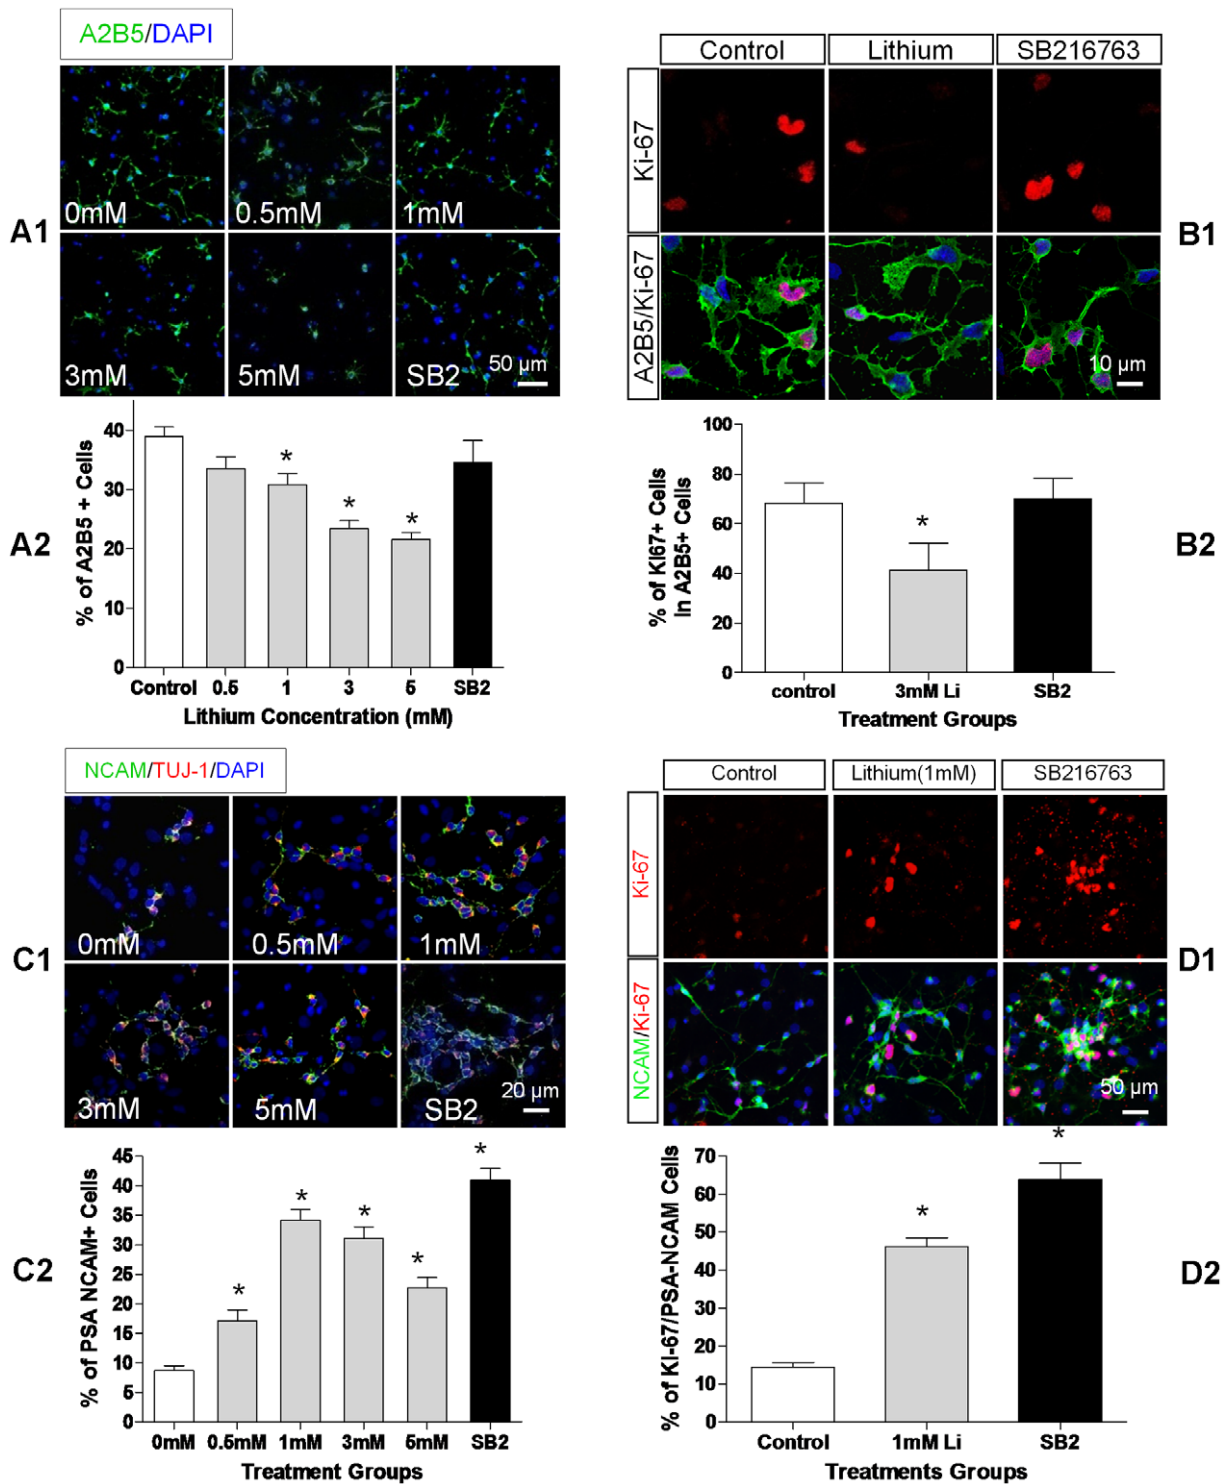 A2B5/DAPI
A1
0mM
0.5mM
1mM
3mM
5mM
SB2
50 µm
A2
% of A2B5 + Cells
40
30
20
10
0
Control
0.5
1
3
5
SB2
*
*
*
Lithium Concentration (mM)
Control
Lithium
SB216763
Ki-67
A2B5/Ki-67
10 µm
B1
B2
% of KI67+ Cells
In A2B5+ Cells
100
80
60
40
20
0
*
control
3mM Li
SB2
Treatment Groups
NCAM/TUJ-1/DAPI
C1
0mM
0.5mM
1mM
3mM
5mM
SB2
20 µm
C2
% of PSA NCAM+ Cells
45
40
35
30
25
20
15
10
5
0
*
*
*
*
*
0mM
0.5mM
1mM
3mM
5mM
SB2
Treatment Groups
Control
Lithium(1mM)
SB216763
Ki-67
NCAM/Ki-67
50 µm
D1
D2
% of KI-67/PSA-NCAM Cells
70
60
50
40
30
20
10
0
*
*
Control
1mM Li
SB2
Treatments Groups